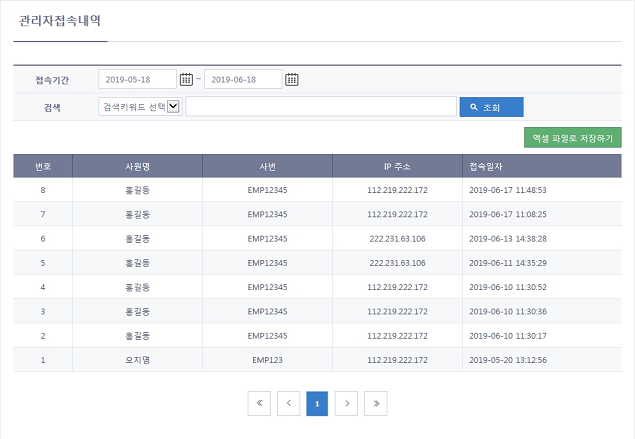 관리자접속내역
접속기간 2019-05-18 ~ 2019-06-18
검색 검색키워드 선택 조회
엑셀 파일로 저장하기
번호 사원명 사번 IP 주소 접속일자
8 홍길동 EMP12345 112.219.222.172 2019-06-17 11:48:53
7 홍길동 EMP12345 112.219.222.172 2019-06-17 11:08:25
6 홍길동 EMP12345 222.231.63.106 2019-06-13 14:38:28
5 홍길동 EMP12345 222.231.63.106 2019-06-11 14:35:29
4 홍길동 EMP12345 112.219.222.172 2019-06-10 11:30:52
3 홍길동 EMP12345 112.219.222.172 2019-06-10 11:30:36
2 홍길동 EMP12345 112.219.222.172 2019-06-10 11:30:17
1 오지명 EMP123 112.219.222.172 2019-05-20 13:12:56
« < 1 > »